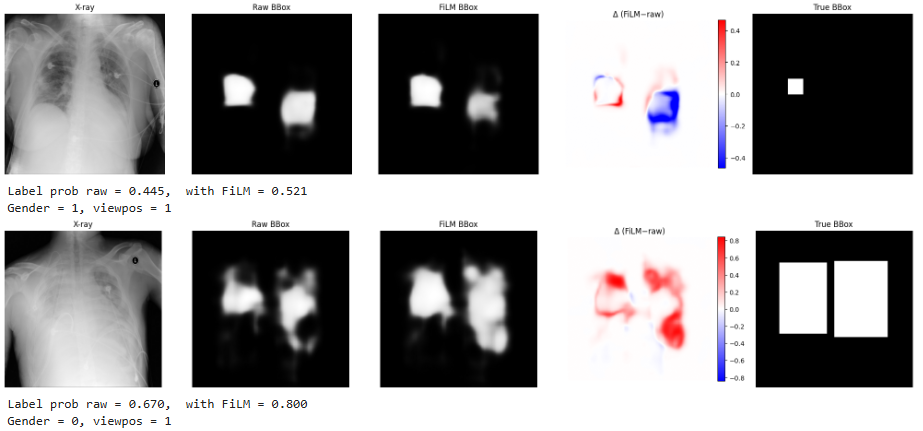 X-ray Raw BBox FiLM BBox Δ (FiLM−raw) True BBox
0.4
0.2
0.0
−0.2
−0.4
Label prob raw = 0.445,  with FiLM = 0.521
Gender = 1, viewpos = 1
X-ray Raw BBox FiLM BBox Δ (FiLM−raw) True BBox
0.8
0.6
0.4
0.2
0.0
−0.2
−0.4
−0.6
−0.8
Label prob raw = 0.670,  with FiLM = 0.800
Gender = 0, viewpos = 1